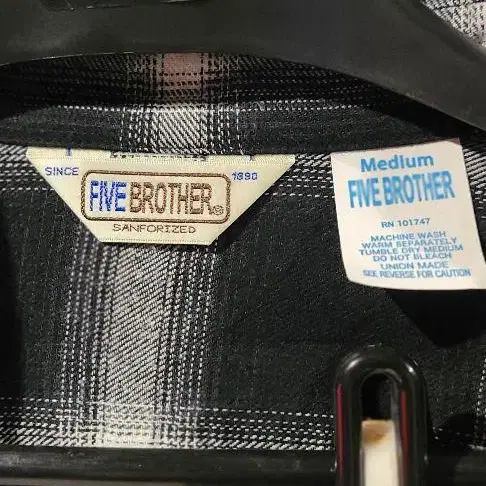 SINCE 1890
FIVE BROTHER®
SANFORIZED
Medium
FIVE BROTHER
RN 101747
MACHINE WASH
WARM SEPARATELY
TUMBLE DRY MEDIUM
DO NOT BLEACH
UNION MADE
SEE REVERSE FOR CAUTION